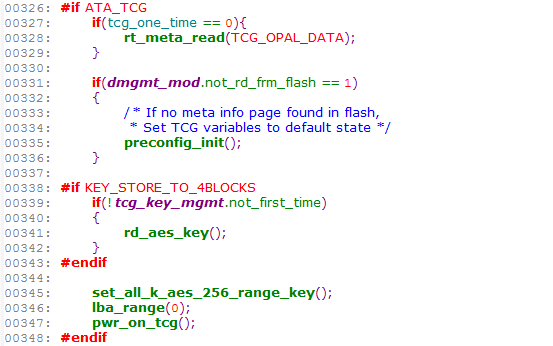 00326: #if ATA_TCG
00327: if(tcg_one_time == 0){
00328: rt_meta_read(TCG_OPAL_DATA);
00329: }
00330:
00331: if(dmgmt_mod.not_rd_frm_flash == 1)
00332: {
00333: /* If no meta info page found in flash,
00334: * Set TCG variables to default state */
00335: preconfig_init();
00336: }
00337:
00338: #if KEY_STORE_TO_4BLOCKS
00339: if(!tcg_key_mgmt.not_first_time)
00340: {
00341: rd_aes_key();
00342: }
00343: #endif
00344:
00345: set_all_k_aes_256_range_key();
00346: lba_range(0);
00347: pwr_on_tcg();
00348: #endif